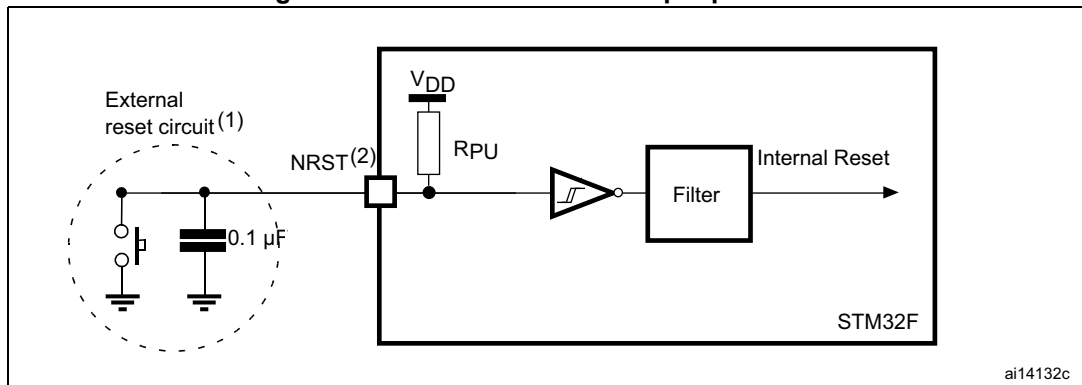 External
reset circuit(1)
NRST(2)
VDD
RPU
0.1 µF
Filter
Internal Reset
STM32F
ai14132c